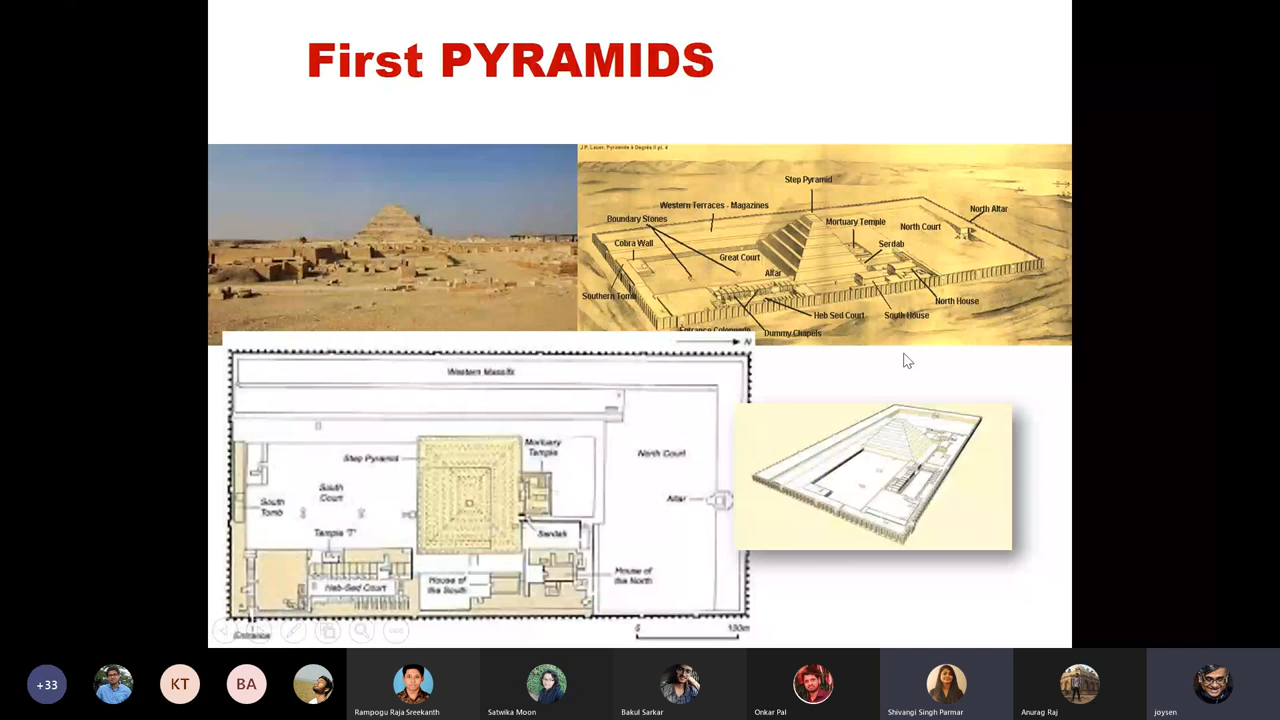 First PYRAMIDS
J.P. Lauer, Pyramide à Degrés II pl. 4
Step Pyramid
Western Terraces - Magazines
Boundary Stones
Mortuary Temple
North Altar
North Court
Cobra Wall
Serdab
Great Court
Altar
Southern Tomb
North House
Heb Sed Court
South House
Entrance Colonnade
Dummy Chapels
N
Western Massif
Mortuary
Temple
Step Pyramid
North Court
South
Court
South
Tomb
Altar
Temple 'T'
Serdab
House of
the North
House of
the South
Heb-Sed Court
Entrance
0
130m
+33
KT
BA
Rampogu Raja Sreekanth
Satwika Moon
Bakul Sarkar
Onkar Pal
Shivangi Singh Parmar
Anurag Raj
joysen